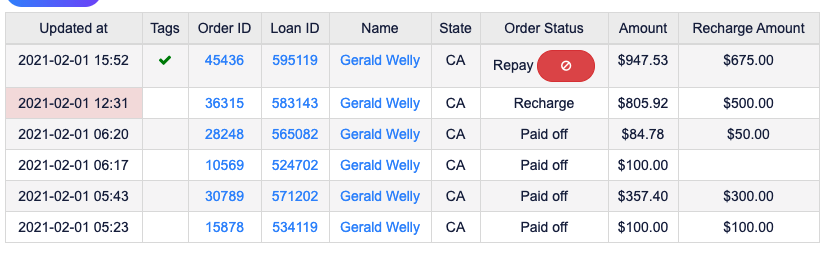 Updated at Tags Order ID Loan ID Name State Order Status Amount Recharge Amount
2021-02-01 15:52 45436 595119 Gerald Welly CA Repay $947.53 $675.00
2021-02-01 12:31 36315 583143 Gerald Welly CA Recharge $805.92 $500.00
2021-02-01 06:20 28248 565082 Gerald Welly CA Paid off $84.78 $50.00
2021-02-01 06:17 10569 524702 Gerald Welly CA Paid off $100.00
2021-02-01 05:43 30789 571202 Gerald Welly CA Paid off $357.40 $300.00
2021-02-01 05:23 15878 534119 Gerald Welly CA Paid off $100.00 $100.00